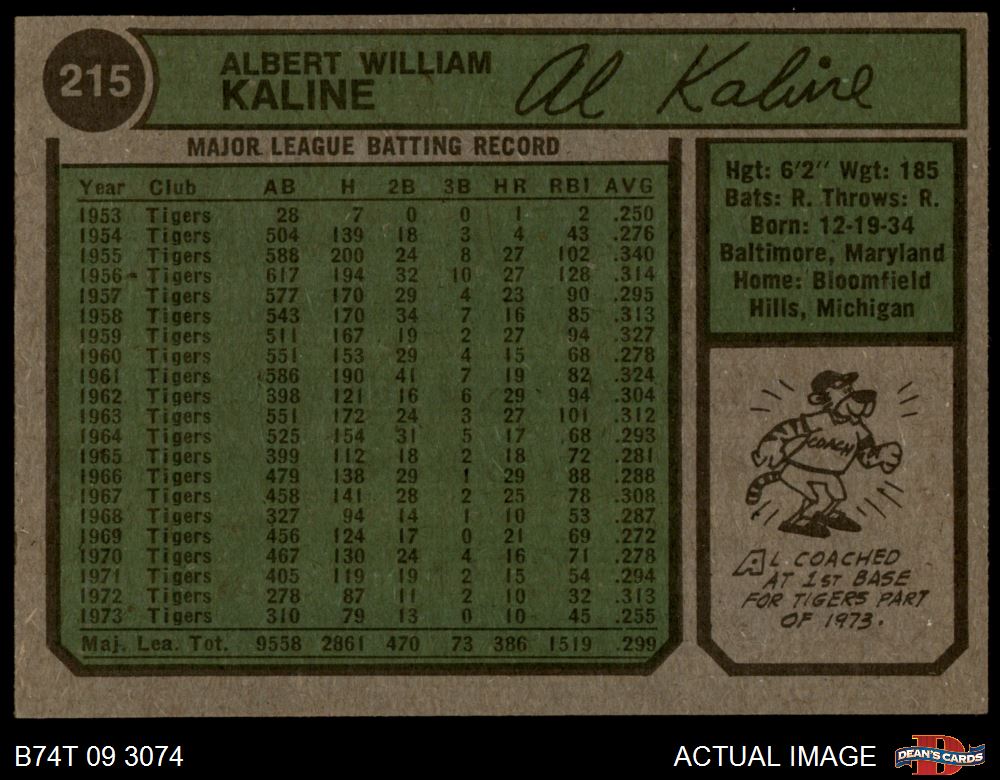 215
ALBERT WILLIAM
KALINE
Al Kaline
MAJOR LEAGUE BATTING RECORD
Year Club AB H 2B 3B HR RBI AVG
1953 Tigers 28 7 0 0 1 2 .250
1954 Tigers 504 139 18 3 4 43 .276
1955 Tigers 588 200 24 8 27 102 .340
1956 Tigers 617 194 32 10 27 128 .314
1957 Tigers 577 170 29 4 23 90 .295
1958 Tigers 543 170 34 7 16 85 .313
1959 Tigers 511 167 19 2 27 94 .327
1960 Tigers 551 153 29 4 15 68 .278
1961 Tigers 586 190 41 7 19 82 .324
1962 Tigers 398 121 16 6 29 94 .304
1963 Tigers 551 172 24 3 27 101 .312
1964 Tigers 525 154 31 5 17 68 .293
1965 Tigers 399 112 18 2 18 72 .281
1966 Tigers 479 138 29 1 29 88 .288
1967 Tigers 458 141 28 2 25 78 .308
1968 Tigers 327 94 14 1 10 53 .287
1969 Tigers 456 124 17 0 21 69 .272
1970 Tigers 467 130 24 4 16 71 .278
1971 Tigers 405 119 19 2 15 54 .294
1972 Tigers 278 87 11 2 10 32 .313
1973 Tigers 310 79 13 0 10 45 .255
Maj. Lea. Tot. 9558 2861 470 73 386 1519 .299
Hgt: 6'2" Wgt: 185
Bats: R. Throws: R.
Born: 12-19-34
Baltimore, Maryland
Home: Bloomfield
Hills, Michigan
COACH
AL COACHED
AT 1ST BASE
FOR TIGERS PART
OF 1973.
B74T 09 3074
ACTUAL IMAGE
DEAN'S CARDS